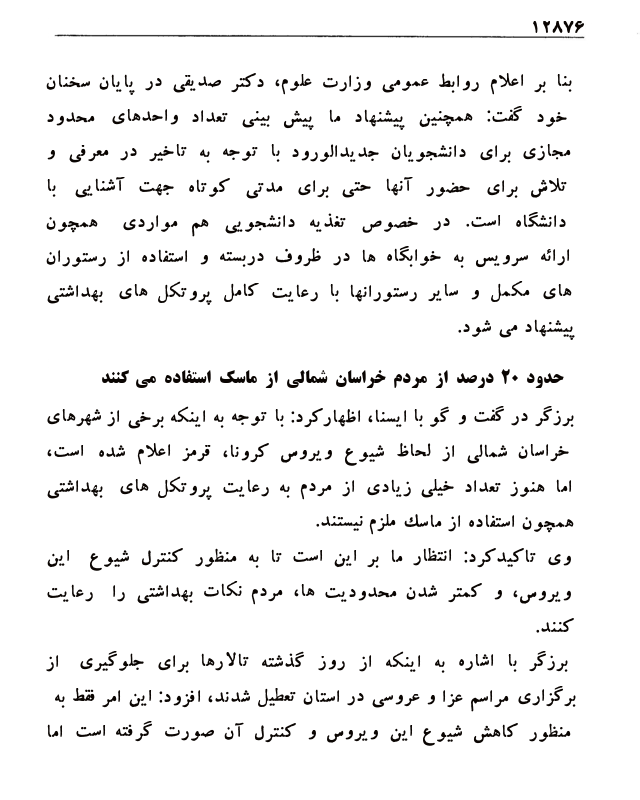 ۱۲۸۷۶
بنا بر اعلام روابط عمومی وزارت علوم، دکتر صدیقی در پایان سخنان
خود گفت: همچنین پیشنهاد ما پیش بینی تعداد واحدهای محدود
مجازی برای دانشجویان جدیدالورود با توجه به تاخیر در معرفی و
تلاش برای حضور آنها حتی برای مدتی کوتاه جهت آشنایی با
دانشگاه است. در خصوص تغذیه دانشجویی هم مواردی همچون
ارائه سرویس به خوابگاه ها در ظروف دربسته و استفاده از رستوران
های مکمل و سایر رستورانها با رعایت کامل پروتکل های بهداشتی
پیشنهاد می شود.
حدود ۲۰ درصد از مردم خراسان شمالی از ماسک استفاده می کنند
برزگر در گفت و گو با ایسنا، اظهارکرد: با توجه به اینکه برخی از شهرهای
خراسان شمالی از لحاظ شیوع ویروس کرونا، قرمز اعلام شده است،
اما هنوز تعداد خیلی زیادی از مردم به رعایت پروتکل های بهداشتی
همچون استفاده از ماسک ملزم نیستند.
وی تاکیدکرد: انتظار ما بر این است تا به منظور کنترل شیوع این
ویروس، و کمتر شدن محدودیت ها، مردم نکات بهداشتی را رعایت
کنند.
برزگر با اشاره به اینکه از روز گذشته تالارها برای جلوگیری از
برگزاری مراسم عزا و عروسی در استان تعطیل شدند، افزود: این امر فقط به
منظور کاهش شیوع این ویروس و کنترل آن صورت گرفته است اما